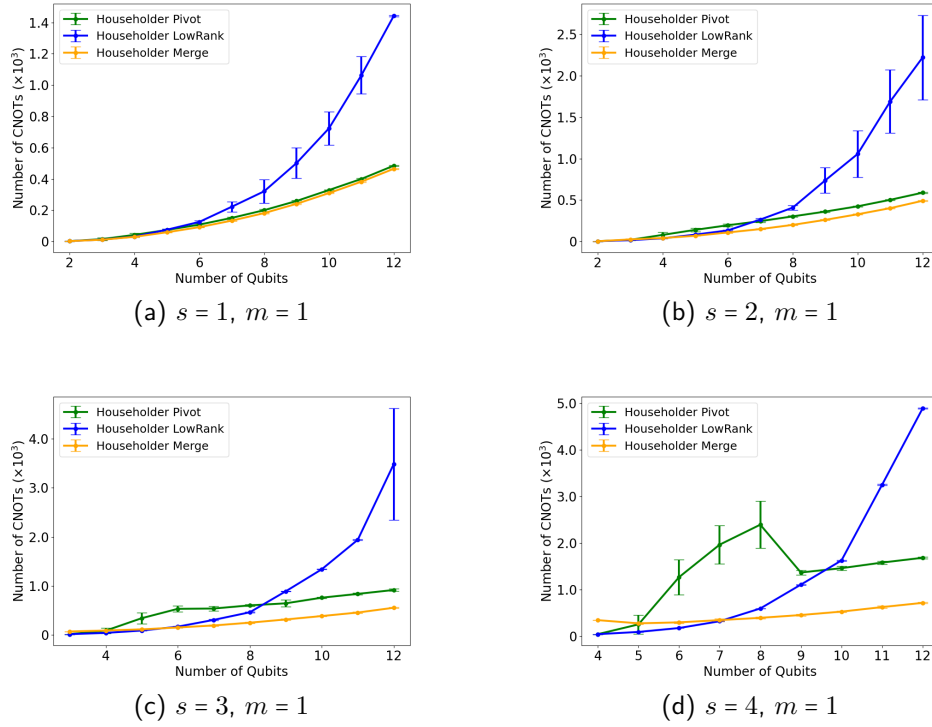 1.4
1.2
1.0
0.8
0.6
0.4
0.2
0
Number of CNOTs (×10³)
Householder Pivot
Householder LowRank
Householder Merge
2 4 6 8 10 12
Number of Qubits
(a) s = 1, m = 1
2.5
2.0
1.5
1.0
0.5
0
Number of CNOTs (×10³)
Householder Pivot
Householder LowRank
Householder Merge
2 4 6 8 10 12
Number of Qubits
(b) s = 2, m = 1
4.0
3.0
2.0
1.0
0
Number of CNOTs (×10³)
Householder Pivot
Householder LowRank
Householder Merge
4 6 8 10 12
Number of Qubits
(c) s = 3, m = 1
5.0
4.0
3.0
2.0
1.0
0
Number of CNOTs (×10³)
Householder Pivot
Householder LowRank
Householder Merge
4 5 6 7 8 9 10 11 12
Number of Qubits
(d) s = 4, m = 1